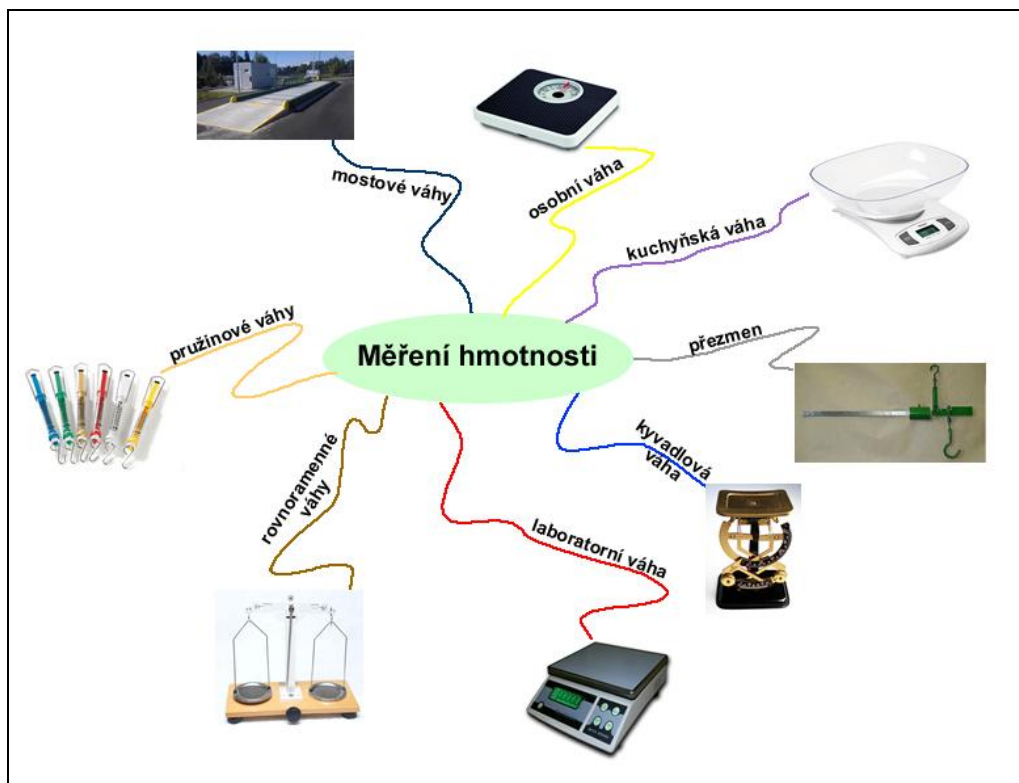 mostové váhy
osobní váha
kuchyňská váha
pružinové váhy
Měření hmotnosti
přezmen
kyvadlová
váha
rovnoramenné
váhy
laboratorní váha